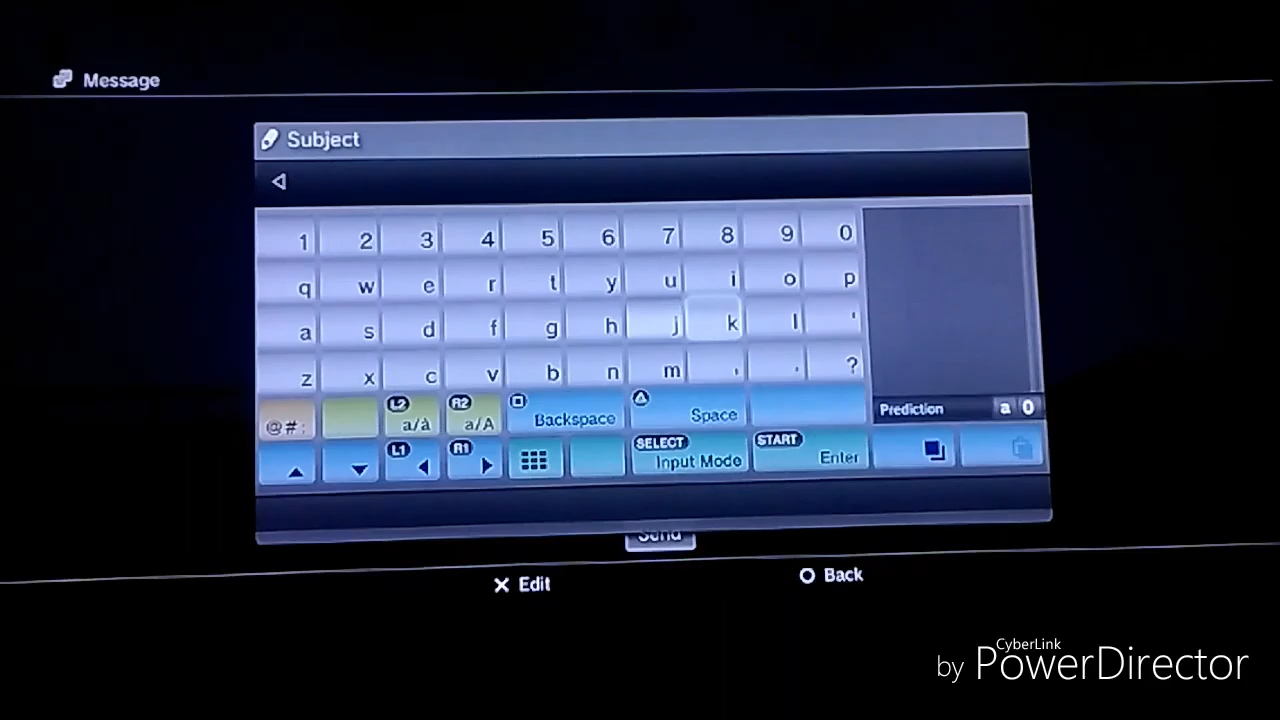 Message
Subject
1 2 3 4 5 6 7 8 9 0
q w e r t y u i o p
a s d f g h j k l '
z x c v b n m , . ?
@#: L2 a/à R2 a/A Backspace Space
Prediction a 0
L1 R1 SELECT Input Mode START Enter
Send
Edit Back
CyberLink
by PowerDirector